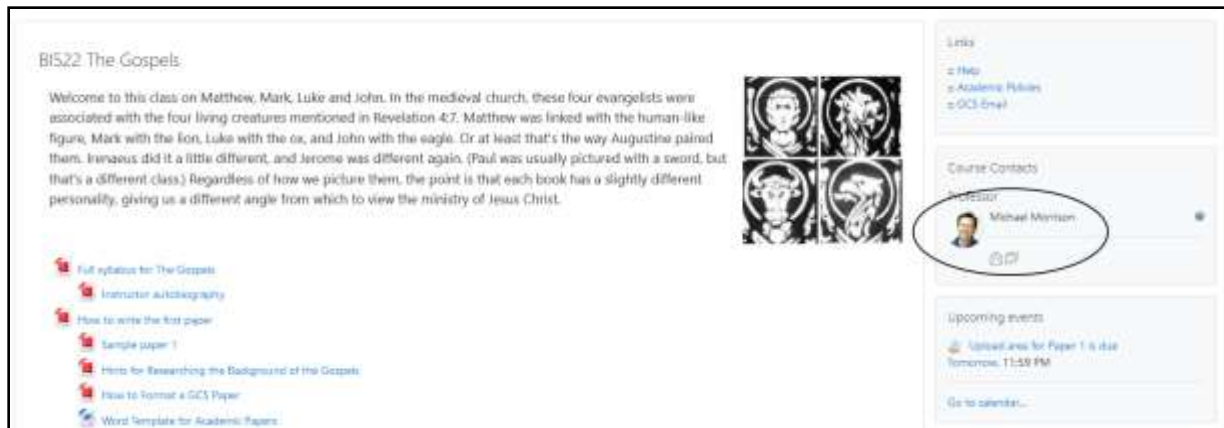 BI522 The Gospels
Welcome to this class on Matthew, Mark, Luke and John. In the medieval church, these four evangelists were
associated with the four living creatures mentioned in Revelation 4:7. Matthew was linked with the human-like
figure, Mark with the lion, Luke with the ox, and John with the eagle. Or at least that's the way Augustine paired
them. Irenaeus did it a little different, and Jerome was different again. (Paul was usually pictured with a sword, but
that's a different class.) Regardless of how we picture them, the point is that each book has a slightly different
personality, giving us a different angle from which to view the ministry of Jesus Christ.
Full syllabus for The Gospels
Instructor autobiography
How to write the first paper
Sample paper 1
Hints for Researching the Background of the Gospels
How to Format a GCS Paper
Word Template for Academic Papers
Links
Help
Academic Policies
GCS Email
Course Contacts
Professor
Michael Morrison
Upcoming events
Upload area for Paper 1 is due
Tomorrow, 11:59 PM
Go to calendar...